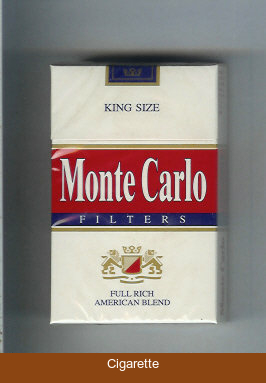 KING SIZE
Monte Carlo
FILTERS
FULL RICH
AMERICAN BLEND
Cigarette